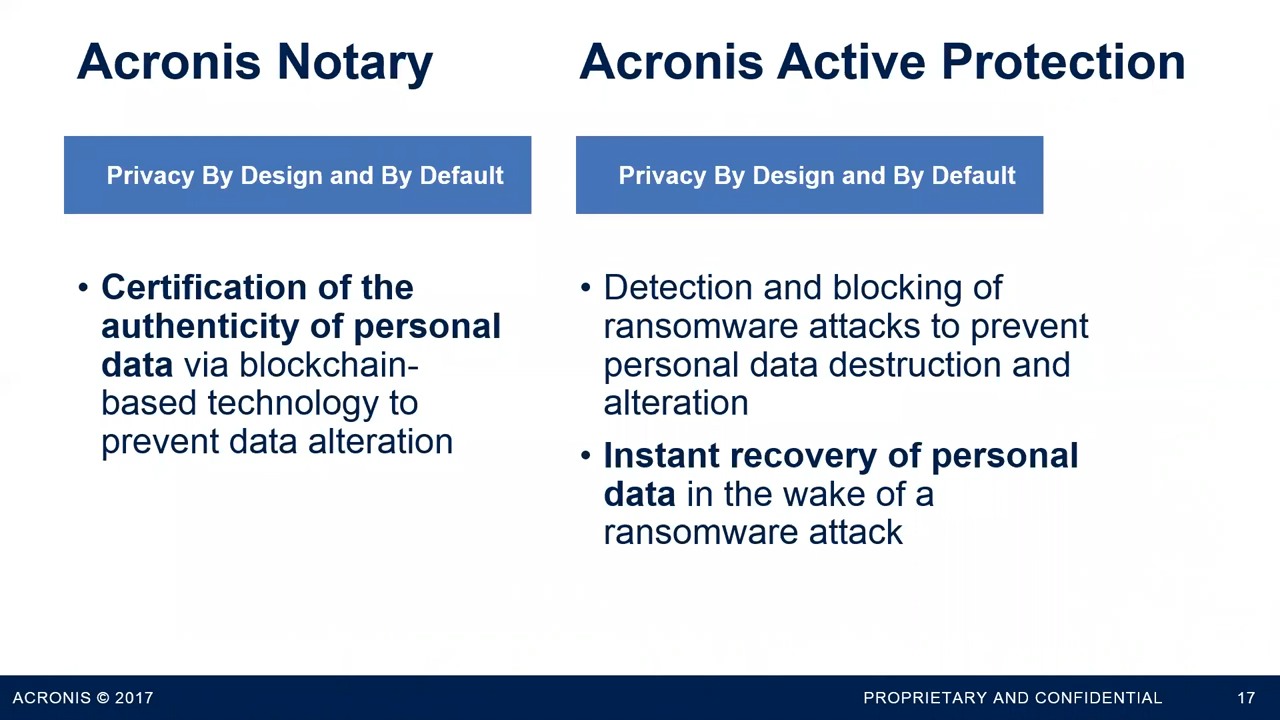 Acronis Notary
Privacy By Design and By Default
• Certification of the
authenticity of personal
data via blockchain-
based technology to
prevent data alteration
Acronis Active Protection
Privacy By Design and By Default
• Detection and blocking of
ransomware attacks to prevent
personal data destruction and
alteration
• Instant recovery of personal
data in the wake of a
ransomware attack
ACRONIS © 2017
PROPRIETARY AND CONFIDENTIAL
17